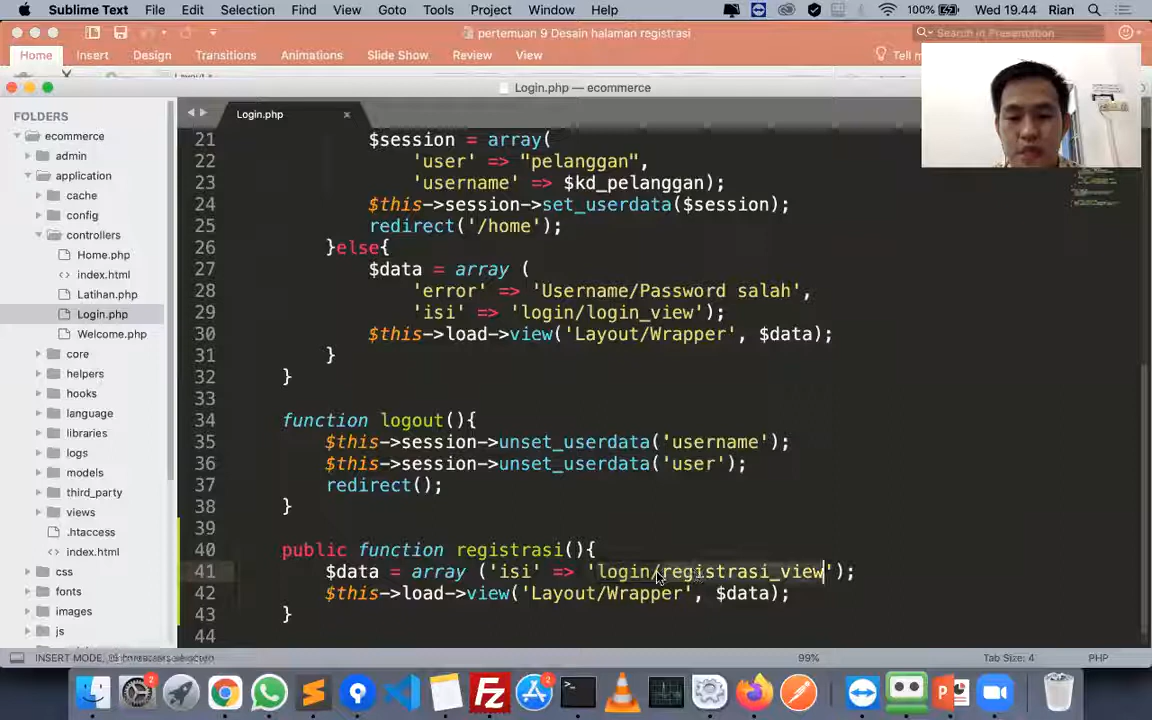 Sublime Text File Edit Selection Find View Goto Tools Project Window Help 100% Wed 19.44 Rian
pertemuan 9 Desain halaman registrasi
Search in Presentation
Home Insert Design Transitions Animations Slide Show Review View
Login.php — ecommerce
FOLDERS
ecommerce
admin
application
cache
config
controllers
Home.php
index.html
Latihan.php
Login.php
Welcome.php
core
helpers
hooks
language
libraries
logs
models
third_party
views
.htaccess
index.html
css
fonts
images
js
Login.php
21 $session = array(
22 'user' => "pelanggan",
23 'username' => $kd_pelanggan);
24 $this->session->set_userdata($session);
25 redirect('/home');
26 }else{
27 $data = array (
28 'error' => 'Username/Password salah',
29 'isi' => 'login/login_view');
30 $this->load->view('Layout/Wrapper', $data);
31 }
32 }
33
34 function logout(){
35 $this->session->unset_userdata('username');
36 $this->session->unset_userdata('user');
37 redirect();
38 }
39
40 public function registrasi(){
41 $data = array ('isi' => 'login/registrasi_view');
42 $this->load->view('Layout/Wrapper', $data);
43 }
44
INSERT MODE, characters selected 99% Tab Size: 4 PHP